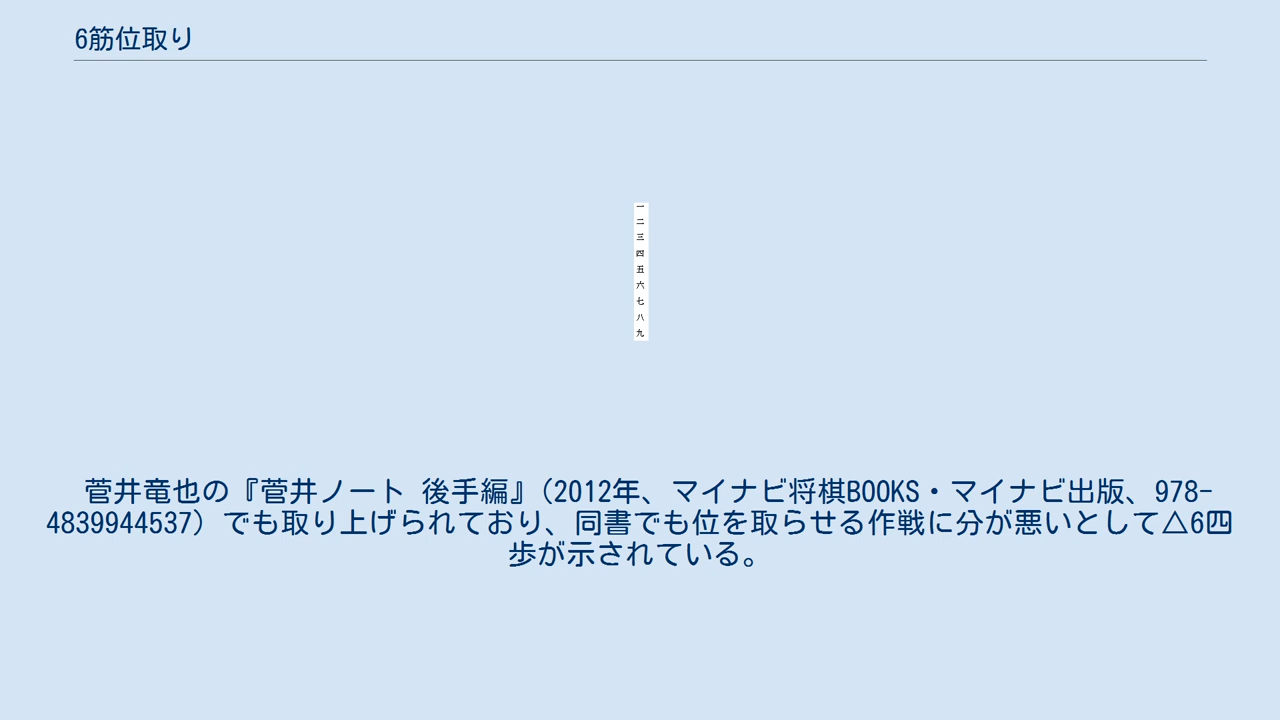 6筋位取り
一
二
三
四
五
六
七
八
九
菅井竜也の『菅井ノート 後手編』（2012年、マイナビ将棋BOOKS・マイナビ出版、978-
4839944537）でも取り上げられており、同書でも位を取らせる作戦に分が悪いとして△6四
歩が示されている。